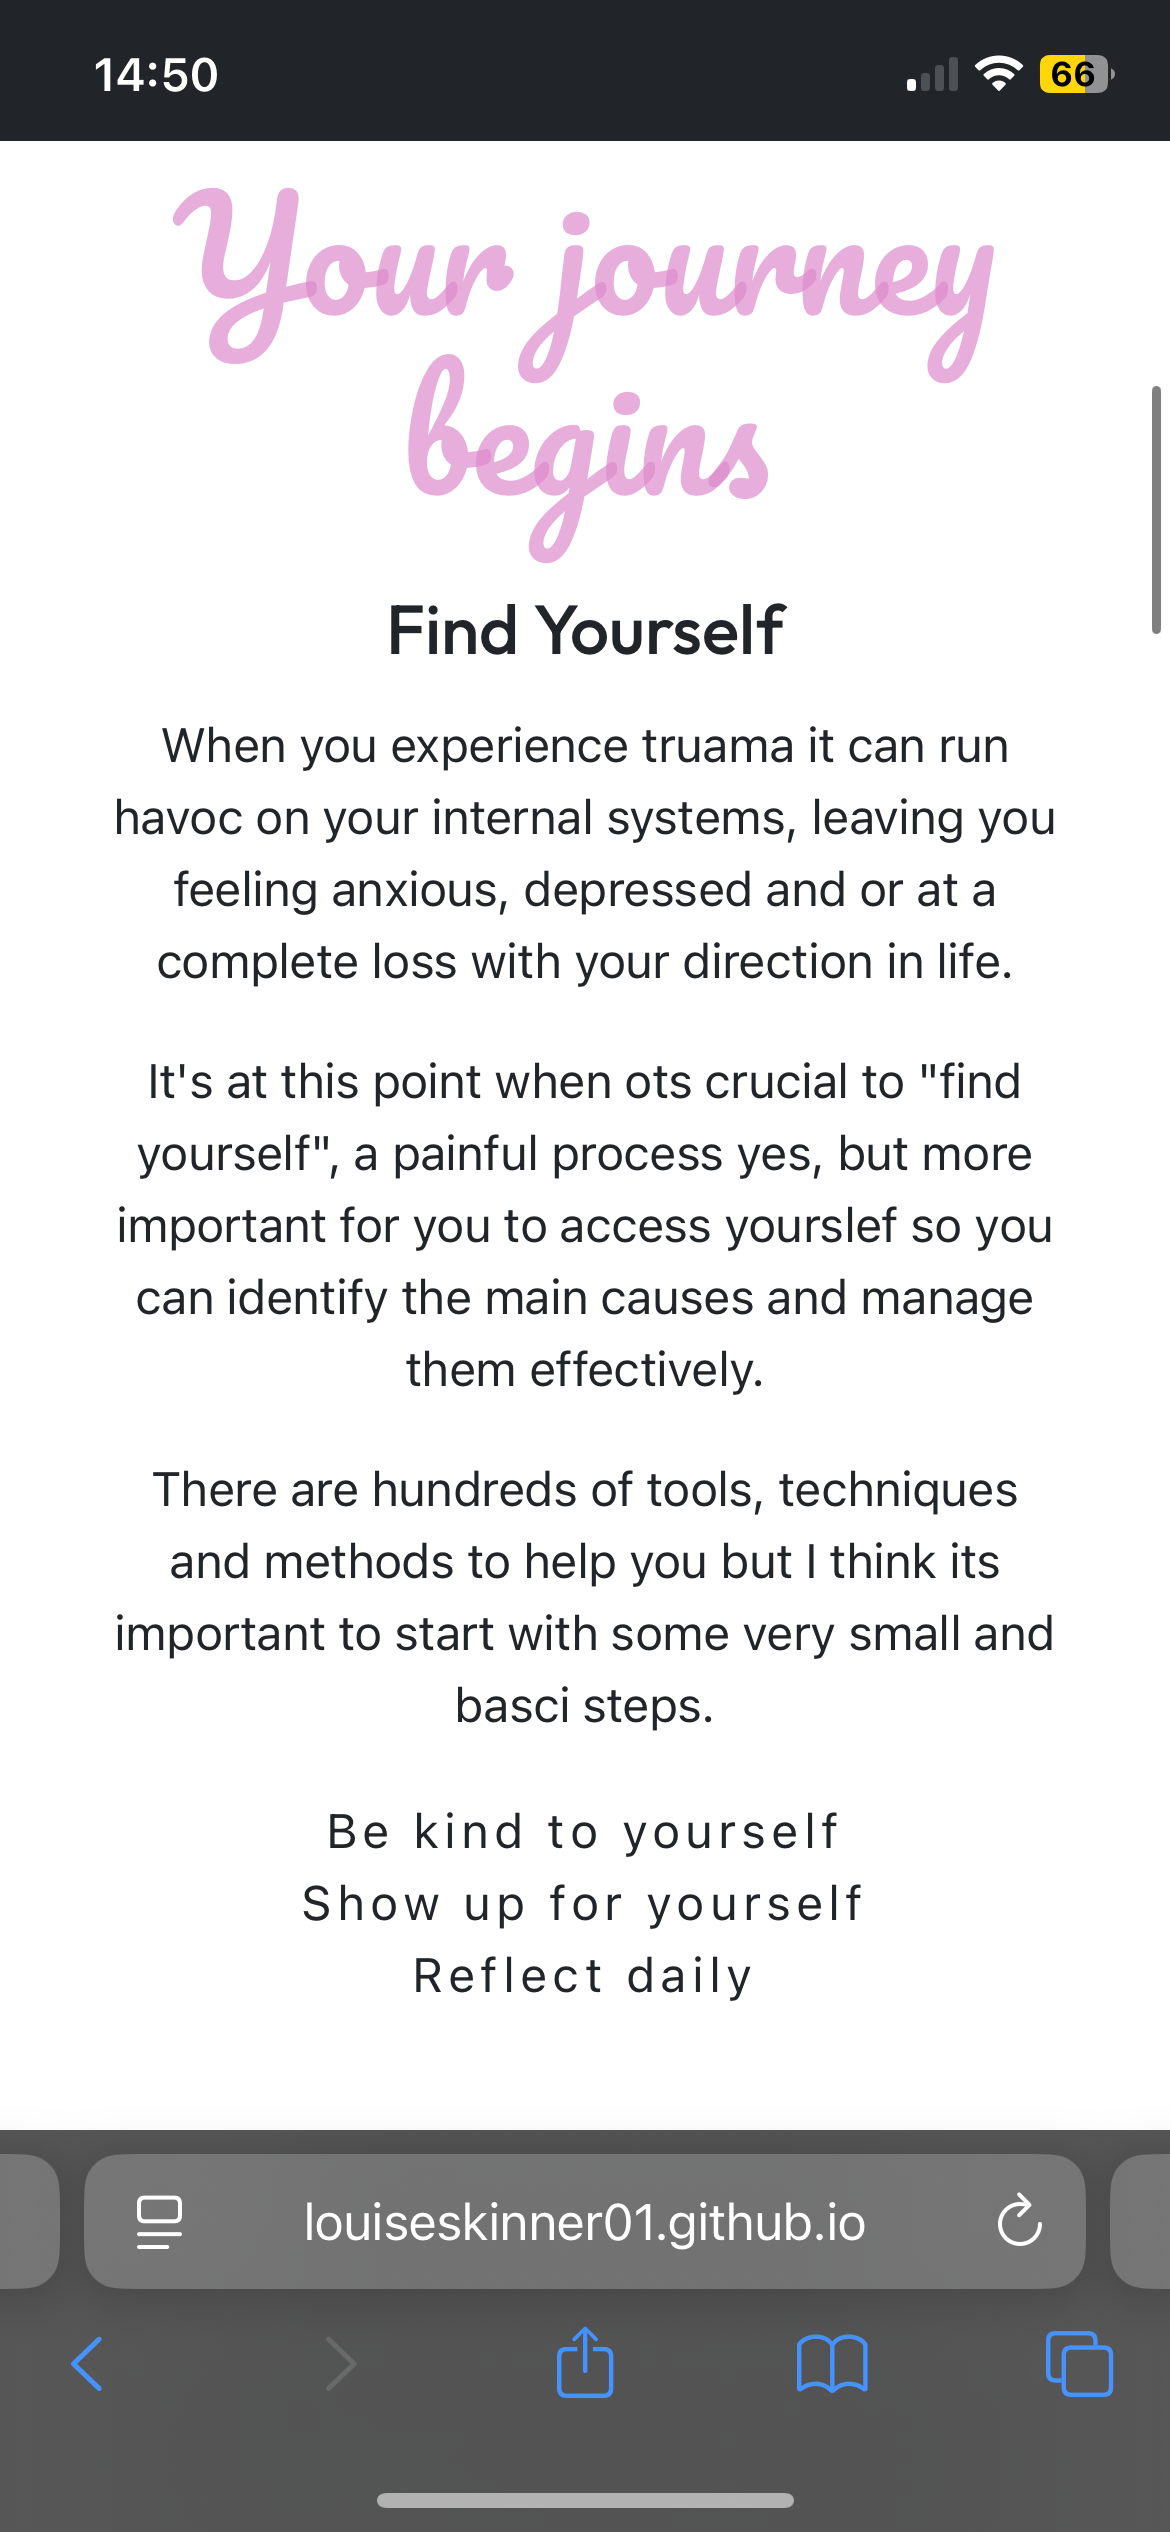 14:50
66
Your journey
begins
Find Yourself
When you experience truama it can run
havoc on your internal systems, leaving you
feeling anxious, depressed and or at a
complete loss with your direction in life.
It's at this point when ots crucial to "find
yourself", a painful process yes, but more
important for you to access yourslef so you
can identify the main causes and manage
them effectively.
There are hundreds of tools, techniques
and methods to help you but I think its
important to start with some very small and
basci steps.
Be kind to yourself
Show up for yourself
Reflect daily
louiseskinner01.github.io